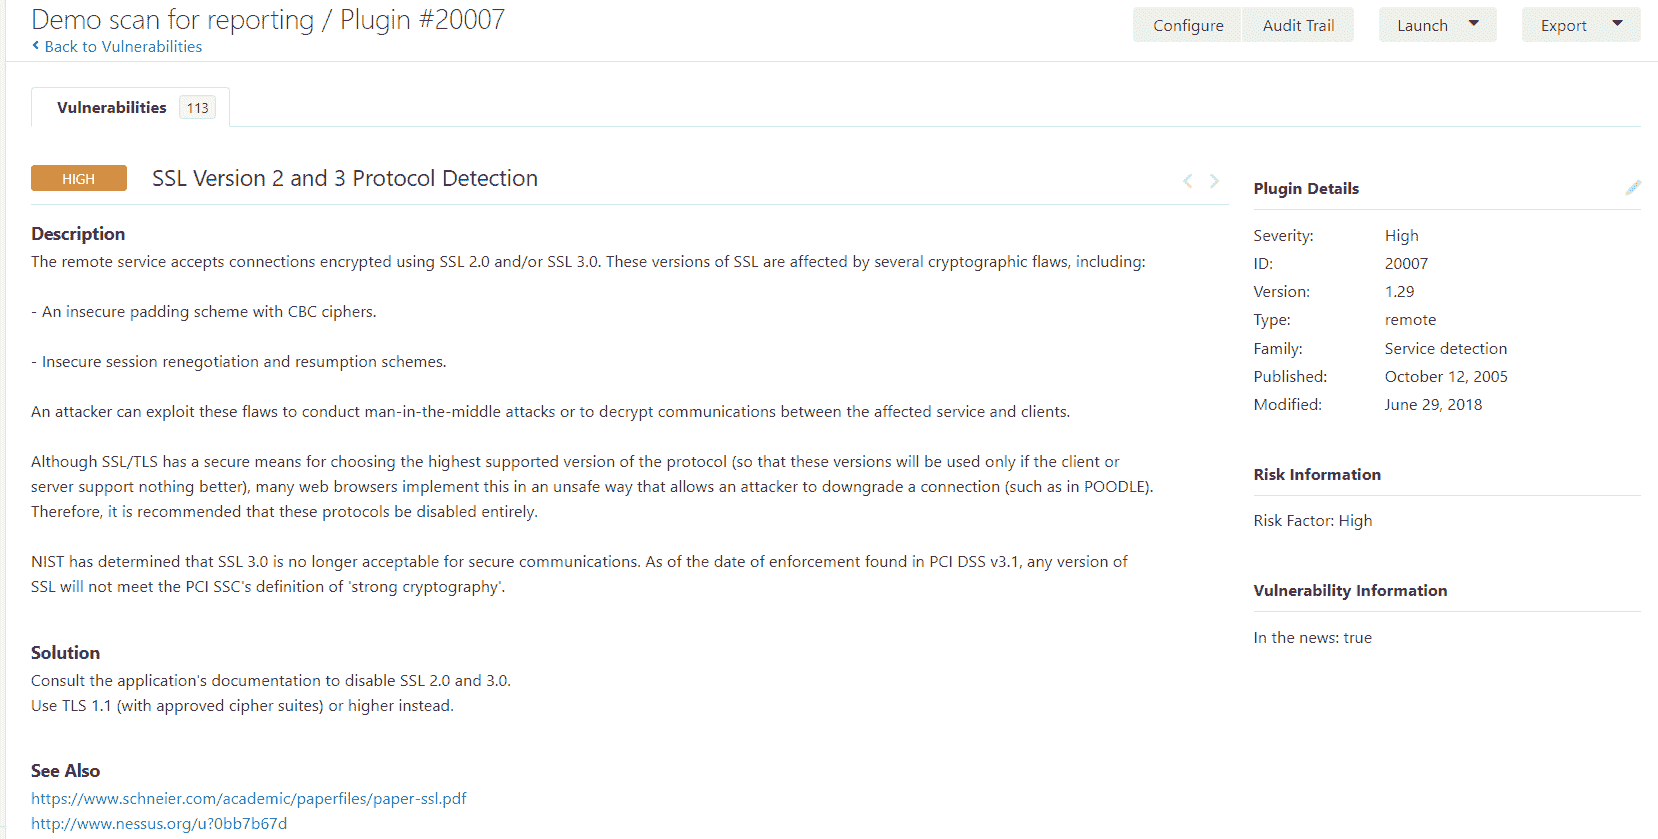 Demo scan for reporting / Plugin #20007
Back to Vulnerabilities
Configure
Audit Trail
Launch
Export
Vulnerabilities 113
HIGH
SSL Version 2 and 3 Protocol Detection
Description
The remote service accepts connections encrypted using SSL 2.0 and/or SSL 3.0. These versions of SSL are affected by several cryptographic flaws, including:
- An insecure padding scheme with CBC ciphers.
- Insecure session renegotiation and resumption schemes.
An attacker can exploit these flaws to conduct man-in-the-middle attacks or to decrypt communications between the affected service and clients.
Although SSL/TLS has a secure means for choosing the highest supported version of the protocol (so that these versions will be used only if the client or
server support nothing better), many web browsers implement this in an unsafe way that allows an attacker to downgrade a connection (such as in POODLE).
Therefore, it is recommended that these protocols be disabled entirely.
NIST has determined that SSL 3.0 is no longer acceptable for secure communications. As of the date of enforcement found in PCI DSS v3.1, any version of
SSL will not meet the PCI SSC's definition of 'strong cryptography'.
Solution
Consult the application's documentation to disable SSL 2.0 and 3.0.
Use TLS 1.1 (with approved cipher suites) or higher instead.
See Also
https://www.schneier.com/academic/paperfiles/paper-ssl.pdf
http://www.nessus.org/u?0bb7b67d
Plugin Details
Severity: High
ID: 20007
Version: 1.29
Type: remote
Family: Service detection
Published: October 12, 2005
Modified: June 29, 2018
Risk Information
Risk Factor: High
Vulnerability Information
In the news: true